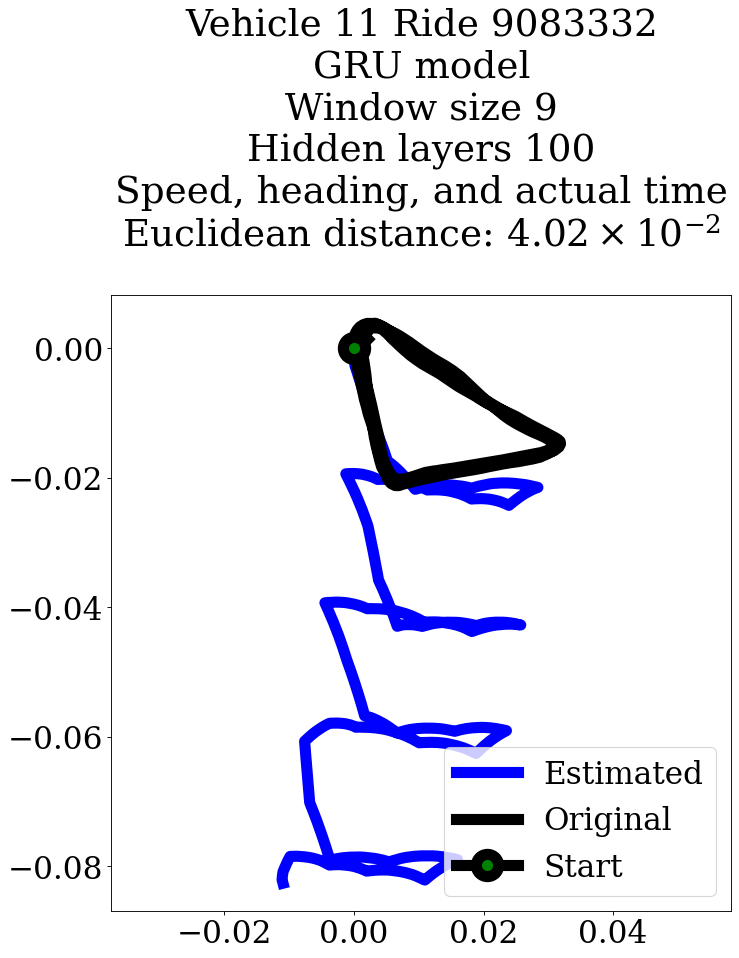 Vehicle 11 Ride 9083332
GRU model
Window size 9
Hidden layers 100
Speed, heading, and actual time
Euclidean distance: 4.02 × 10⁻²
0.00
−0.02
−0.04
−0.06
−0.08
Estimated
Original
Start
−0.02 0.00 0.02 0.04